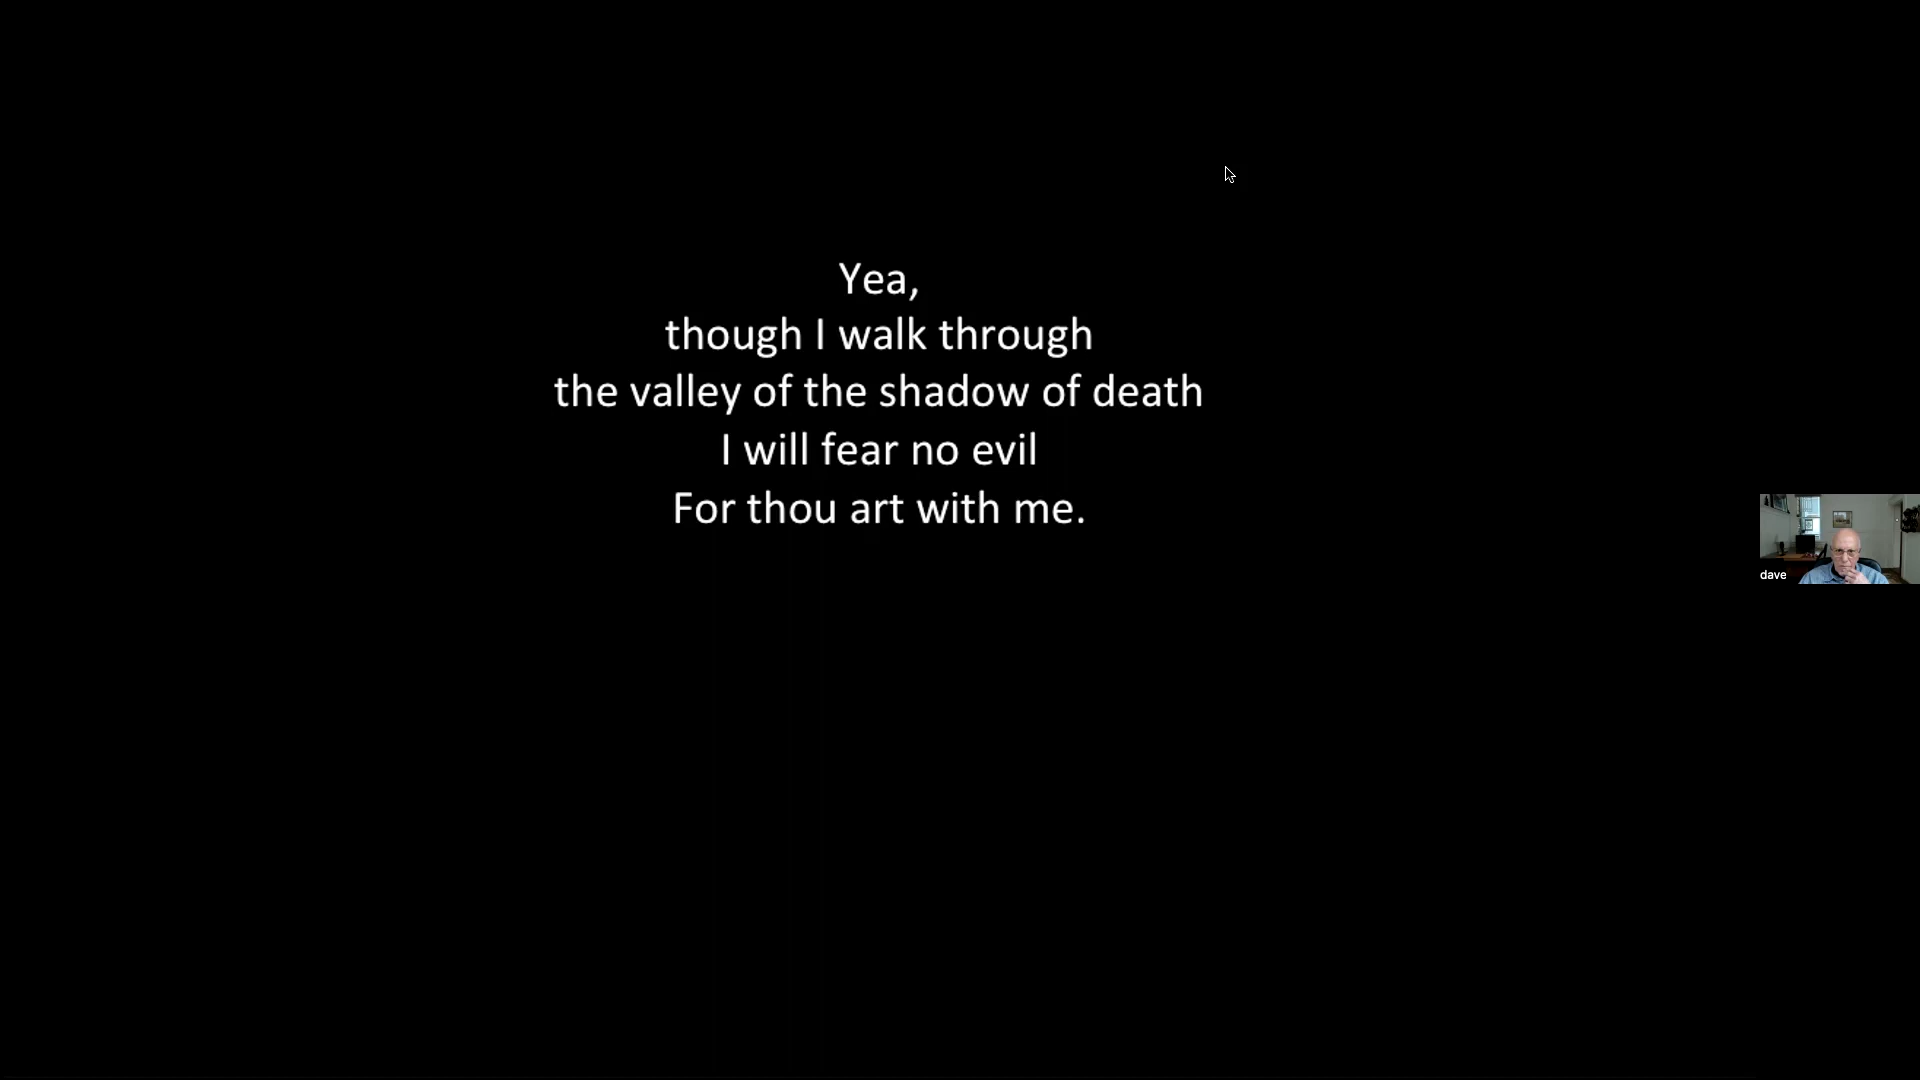 Yea,
though I walk through
the valley of the shadow of death
I will fear no evil
For thou art with me.
dave